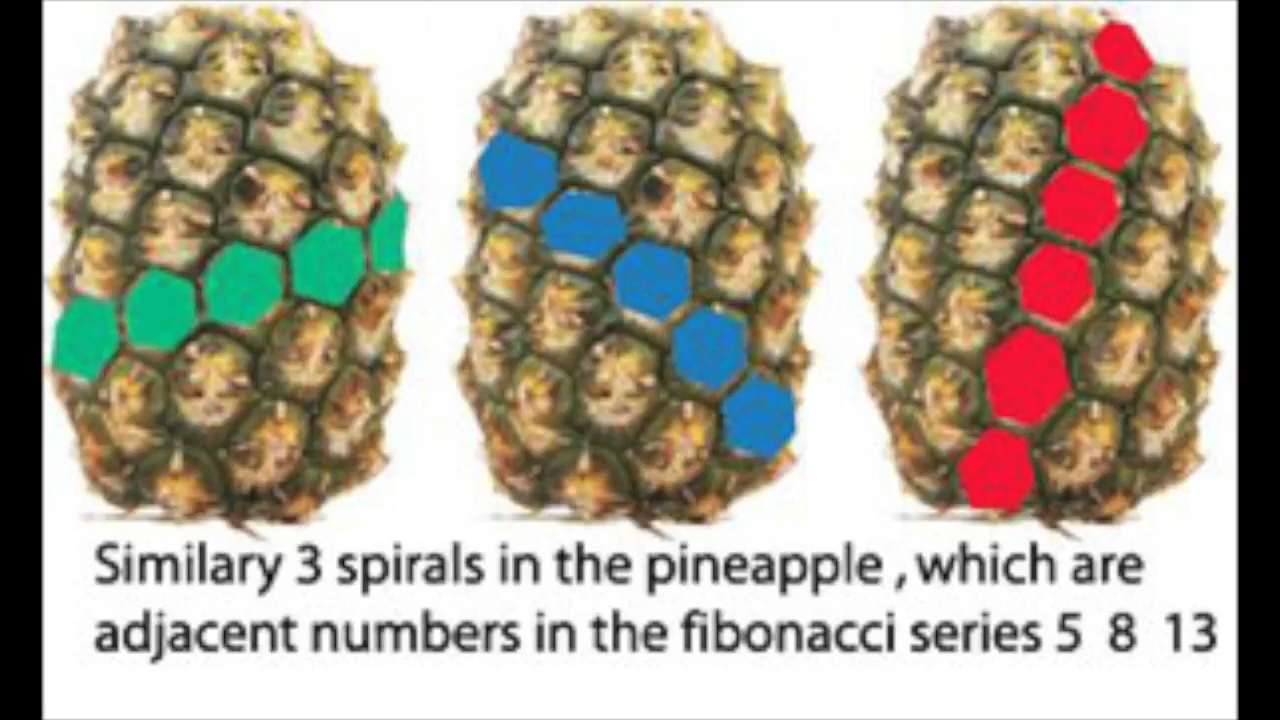 Similary 3 spirals in the pineapple , which are
adjacent numbers in the fibonacci series 5 8 13